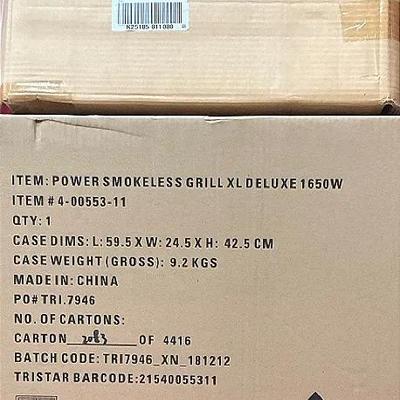 N25185 011080
ITEM: POWER SMOKELESS GRILL XL DELUXE 1650W
ITEM # 4-00553-11
QTY: 1
CASE DIMS: L: 59.5 X W: 24.5 X H: 42.5 CM
CASE WEIGHT (GROSS): 9.2 KGS
MADE IN: CHINA
PO# TRI.7946
NO. OF CARTONS:
CARTON 2083 OF 4416
BATCH CODE: TRI7946_XN_181212
TRISTAR BARCODE: 21540055311